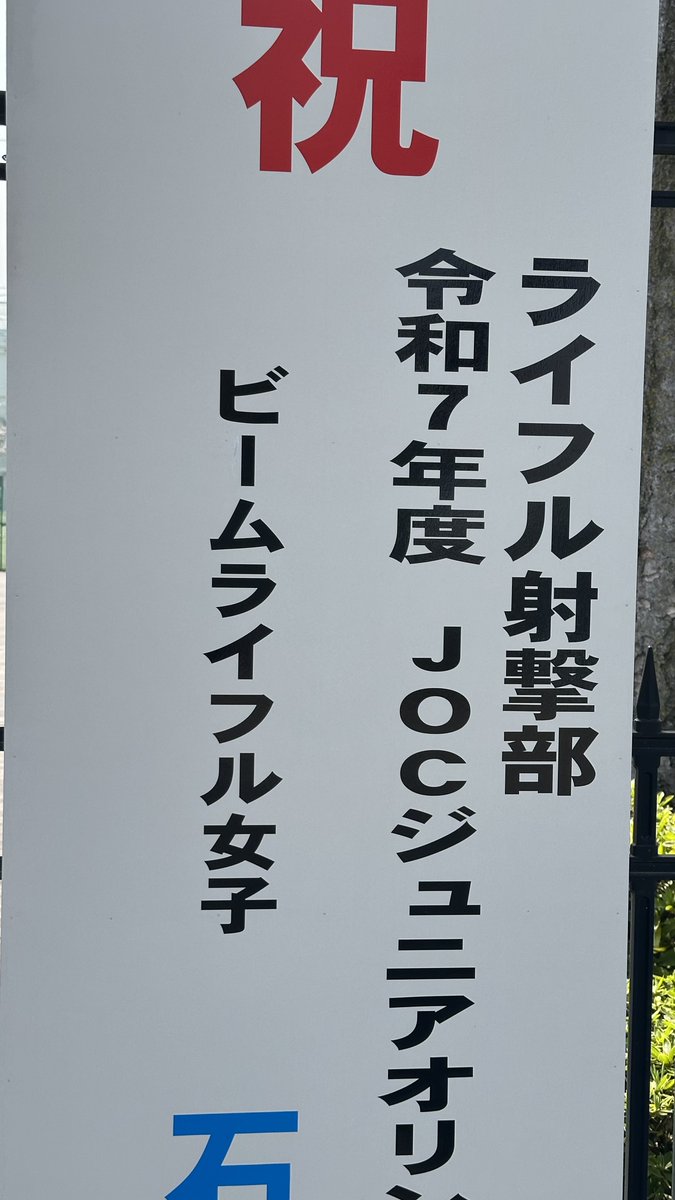 祝
ライフル射撃部
令和7年度 JOCジュニアオリン
ビームライフル女子
石